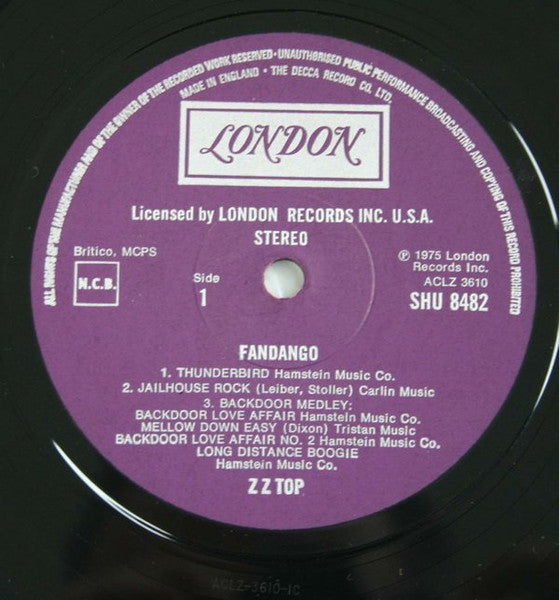 ALL RIGHTS OF THE MANUFACTURER AND OF THE OWNER OF THE RECORDED WORK RESERVED · UNAUTHORISED PUBLIC PERFORMANCE BROADCASTING AND COPYING OF THIS RECORD PROHIBITED
MADE IN ENGLAND · THE DECCA RECORD CO. LTD.
LONDON
Licensed by LONDON RECORDS INC. U.S.A.
STEREO
Britico, MCPS
N.C.B.
Side
1
℗ 1975 London
Records Inc.
ACLZ 3610
SHU 8482
FANDANGO
1. THUNDERBIRD Hamstein Music Co.
2. JAILHOUSE ROCK (Leiber, Stoller) Carlin Music
3. BACKDOOR MEDLEY:
BACKDOOR LOVE AFFAIR Hamstein Music Co.
MELLOW DOWN EASY (Dixon) Tristan Music
BACKDOOR LOVE AFFAIR NO. 2 Hamstein Music Co.
LONG DISTANCE BOOGIE
Hamstein Music Co.
Z Z TOP
ACLZ-3610-1C